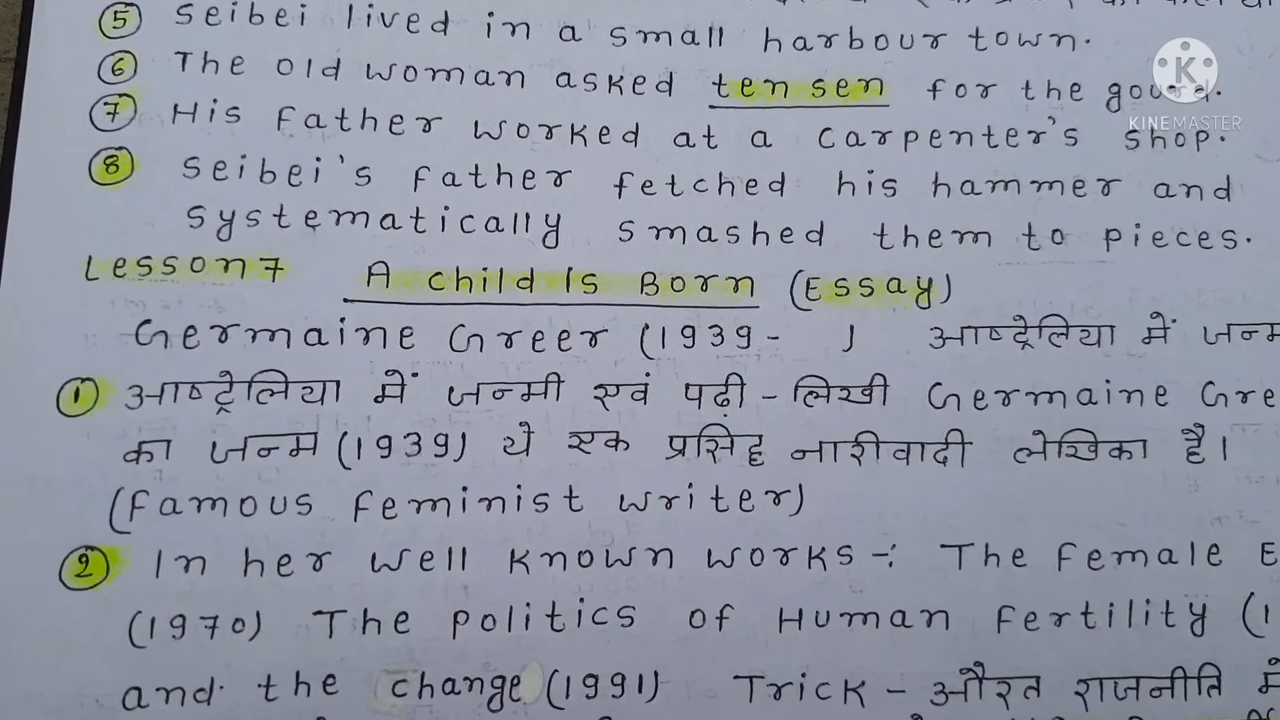 ⑤ Seibei lived in a small harbour town.
⑥ The old woman asked ten sen for the gourd.
⑦ His Father worked at a carpenter's shop.
⑧ Seibei's Father fetched his hammer and
systematically smashed them to pieces.
Lesson 7 A child Is Born (Essay)
Germaine Greer (1939- ) आष्ट्रेलिया में जन्म
① आष्ट्रेलिया में जन्मी एवं पढ़ी - लिखी Germaine Gre
का जन्म (1939) ये एक प्रसिद्ध नारीवादी लेखिका है।
(Famous Feminist writer)
② In her well known works -: The Female E
(1970) The politics of Human Fertility (1
and the change (1991) Trick - औरत राजनीति में
K
KINEMASTER